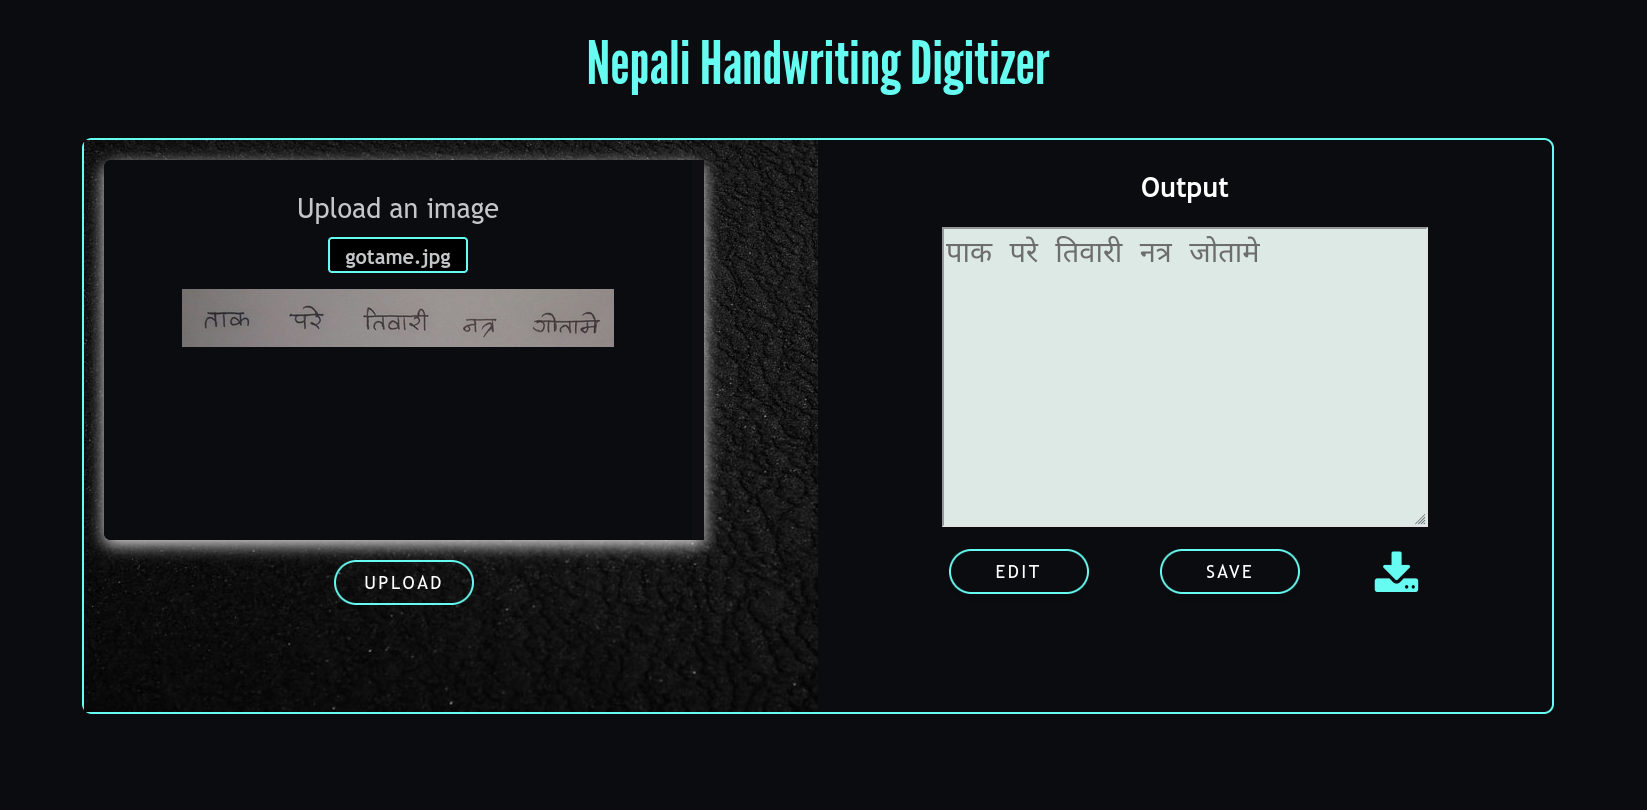 Nepali Handwriting Digitizer
Upload an image
gotame.jpg
ताक परे तिवारी नत्र गोतामे
UPLOAD
Output
पाक परे तिवारी नत्र जोतामे
EDIT SAVE